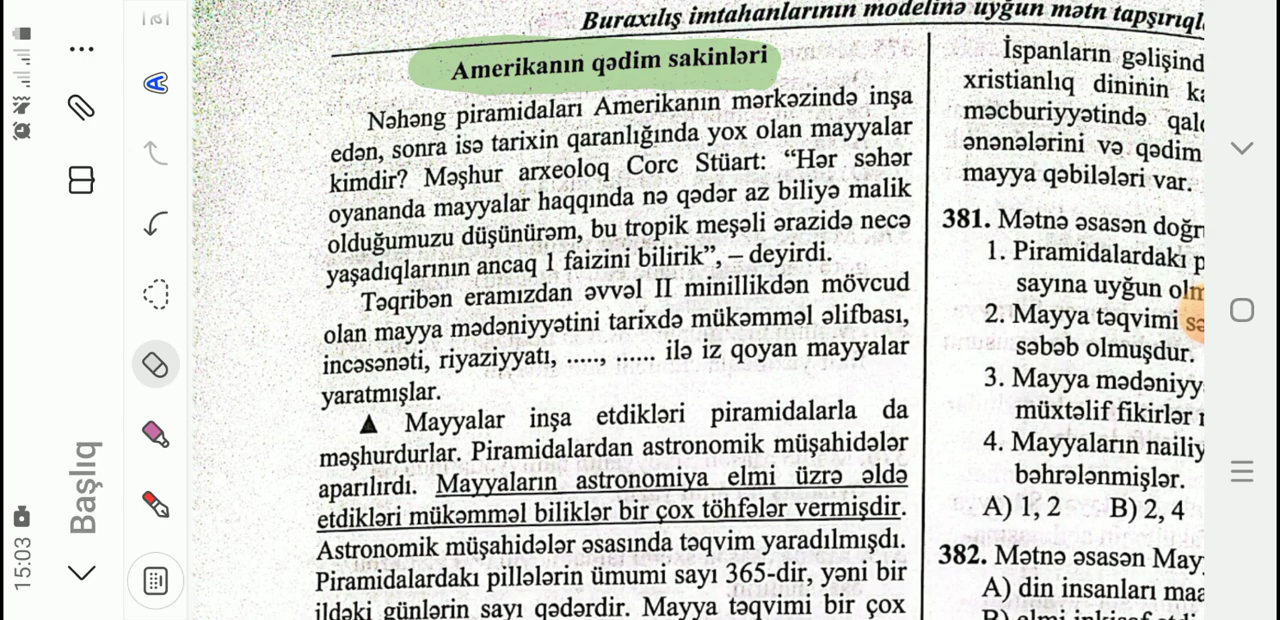 15:03
Başlıq
Buraxılış imtahanlarının modelinə uyğun mətn tapşırıql
Amerikanın qədim sakinləri
Nəhəng piramidaları Amerikanın mərkəzində inşa
edən, sonra isə tarixin qaranlığında yox olan mayyalar
kimdir? Məşhur arxeoloq Corc Stüart: “Hər səhər
oyananda mayyalar haqqında nə qədər az biliyə malik
olduğumuzu düşünürəm, bu tropik meşəli ərazidə necə
yaşadıqlarının ancaq 1 faizini bilirik”, – deyirdi.
Təqribən eramızdan əvvəl II minillikdən mövcud
olan mayya mədəniyyətini tarixdə mükəmməl əlifbası,
incəsənəti, riyaziyyatı, ....., ...... ilə iz qoyan mayyalar
yaratmışlar.
▲ Mayyalar inşa etdikləri piramidalarla da
məşhurdurlar. Piramidalardan astronomik müşahidələr
aparılırdı. Mayyaların astronomiya elmi üzrə əldə
etdikləri mükəmməl biliklər bir çox töhfələr vermişdir.
Astronomik müşahidələr əsasında təqvim yaradılmışdı.
Piramidalardakı pillələrin ümumi sayı 365-dir, yəni bir
ildəki günlərin sayı qədərdir. Mayya təqvimi bir çox
İspanların gəlişind
xristianlıq dininin
məcburiyyətində
ənənələrini və qədim
mayya qəbilələri var.
381. Mətnə əsasən doğr
1. Piramidalardakı p
sayına uyğun olm
2. Mayya təqvimi sə
səbəb olmuşdur.
3. Mayya mədəniyy
müxtəlif fikirlər
4. Mayyaların nailiy
bəhrələnmişlər.
A) 1, 2 B) 2, 4
382. Mətnə əsasən May
A) din insanları maa